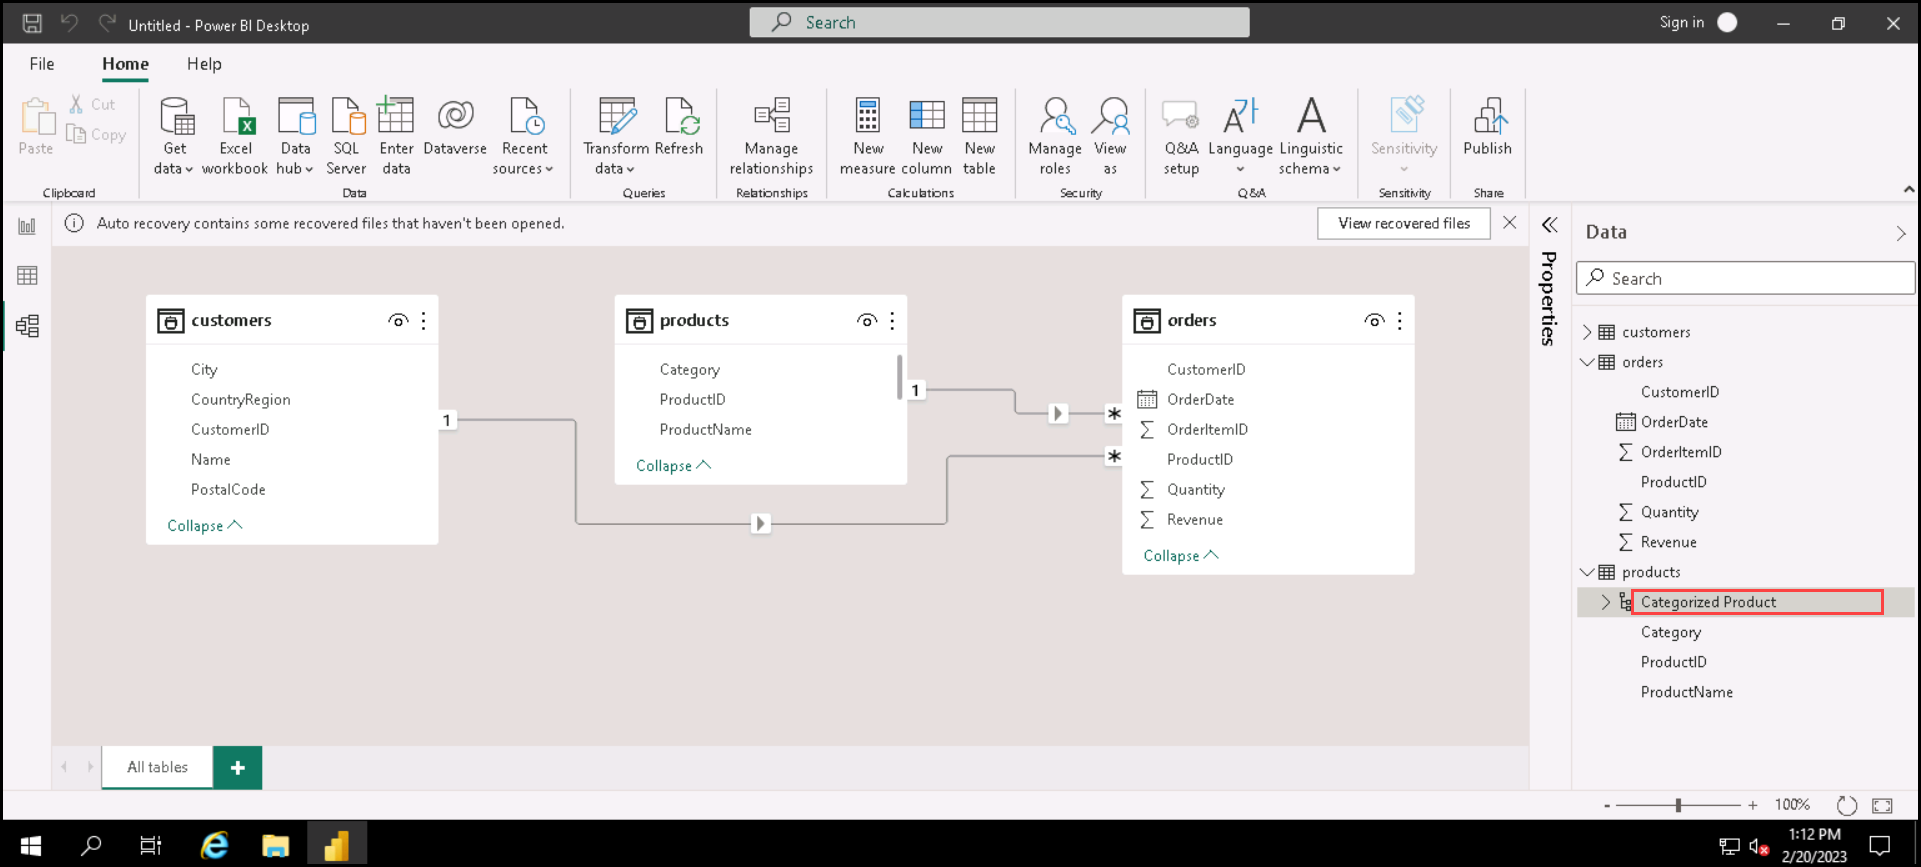 Untitled - Power BI Desktop
Search
Sign in
File
Home
Help
Paste
Cut
Copy
Clipboard
Get data
Excel workbook
Data hub
SQL Server
Enter data
Dataverse
Recent sources
Data
Transform data
Refresh
Queries
Manage relationships
Relationships
New measure
New column
New table
Calculations
Manage roles
View as
Security
Q&A setup
Language
Linguistic schema
Q&A
Sensitivity
Sensitivity
Publish
Share
Auto recovery contains some recovered files that haven't been opened.
View recovered files
customers
City
CountryRegion
CustomerID
Name
PostalCode
Collapse
1
products
Category
ProductID
ProductName
Collapse
1
*
*
orders
CustomerID
OrderDate
OrderItemID
ProductID
Quantity
Revenue
Collapse
Properties
Data
Search
customers
orders
CustomerID
OrderDate
OrderItemID
ProductID
Quantity
Revenue
products
Categorized Product
Category
ProductID
ProductName
All tables
+
- + 100%
1:12 PM
2/20/2023